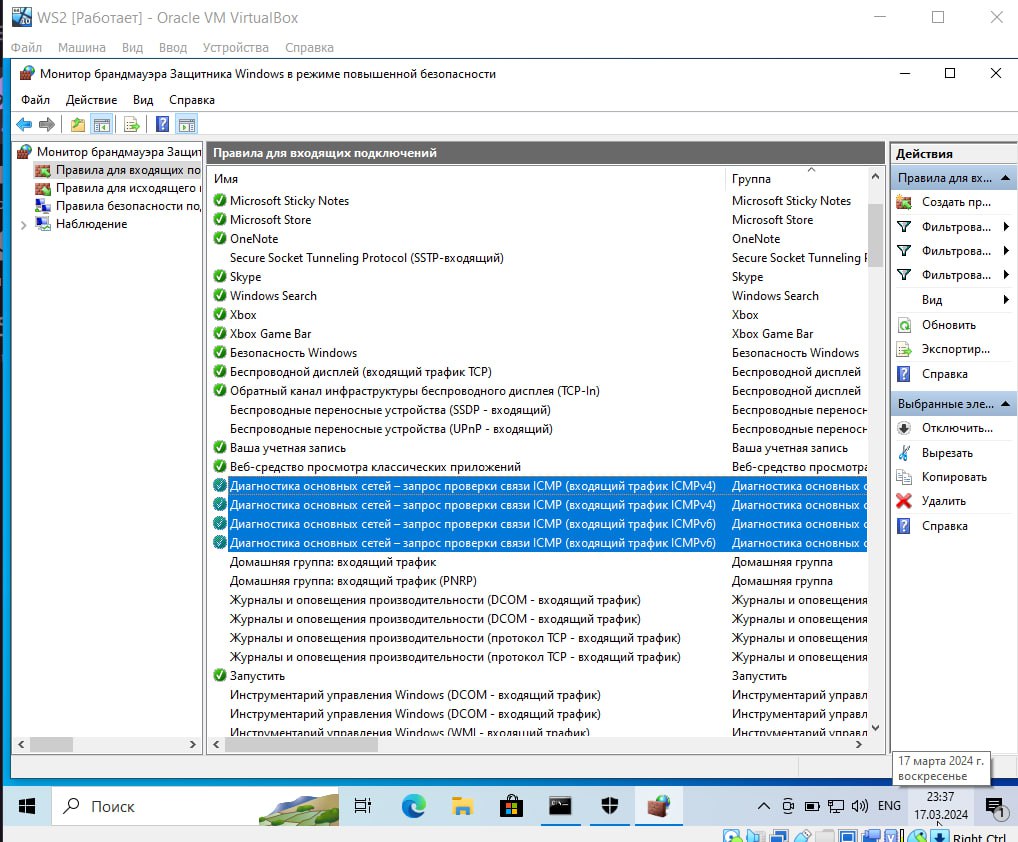 WS2 [Работает] - Oracle VM VirtualBox
Файл Машина Вид Ввод Устройства Справка
Монитор брандмауэра Защитника Windows в режиме повышенной безопасности
Файл Действие Вид Справка
Монитор брандмауэра Защит
Правила для входящих по
Правила для исходящего
Правила безопасности по
Наблюдение
Правила для входящих подключений
Имя Группа
Microsoft Sticky Notes Microsoft Sticky Notes
Microsoft Store Microsoft Store
OneNote OneNote
Secure Socket Tunneling Protocol (SSTP-входящий) Secure Socket Tunneling
Skype Skype
Windows Search Windows Search
Xbox Xbox
Xbox Game Bar Xbox Game Bar
Безопасность Windows Безопасность Windows
Беспроводной дисплей (входящий трафик TCP) Беспроводной дисплей
Обратный канал инфраструктуры беспроводного дисплея (TCP-In) Беспроводной дисплей
Беспроводные переносные устройства (SSDP - входящий) Беспроводные перенос
Беспроводные переносные устройства (UPnP - входящий) Беспроводные перенос
Ваша учетная запись Ваша учетная запись
Веб-средство просмотра классических приложений Веб-средство просмотра
Диагностика основных сетей – запрос проверки связи ICMP (входящий трафик ICMPv4) Диагностика основных с
Диагностика основных сетей – запрос проверки связи ICMP (входящий трафик ICMPv4) Диагностика основных с
Диагностика основных сетей – запрос проверки связи ICMP (входящий трафик ICMPv6) Диагностика основных с
Диагностика основных сетей – запрос проверки связи ICMP (входящий трафик ICMPv6) Диагностика основных с
Домашняя группа: входящий трафик Домашняя группа
Домашняя группа: входящий трафик (PNRP) Домашняя группа
Журналы и оповещения производительности (DCOM - входящий трафик) Журналы и оповещения
Журналы и оповещения производительности (DCOM - входящий трафик) Журналы и оповещения
Журналы и оповещения производительности (протокол TCP - входящий трафик) Журналы и оповещения
Журналы и оповещения производительности (протокол TCP - входящий трафик) Журналы и оповещения
Запустить Запустить
Инструментарий управления Windows (DCOM - входящий трафик) Инструментарий управл
Инструментарий управления Windows (DCOM - входящий трафик) Инструментарий управл
Инструментарий управления Windows (WMI - входящий трафик) Инструментарий управл
Действия
Правила для вх...
Создать пр...
Фильтрова...
Фильтрова...
Фильтрова...
Вид
Обновить
Экспортир...
Справка
Выбранные эле...
Отключить...
Вырезать
Копировать
Удалить
Справка
17 марта 2024 г.
воскресенье
Поиск
ENG
23:37
17.03.2024
1
Right Ctrl